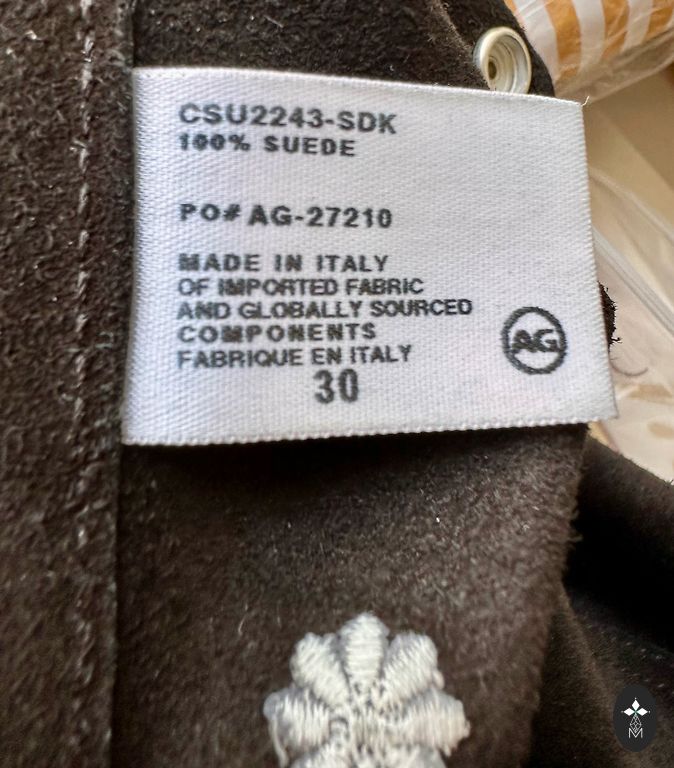 CSU2243-SDK
100% SUEDE
PO# AG-27210
MADE IN ITALY
OF IMPORTED FABRIC
AND GLOBALLY SOURCED
COMPONENTS
FABRIQUE EN ITALY
30
AG
M